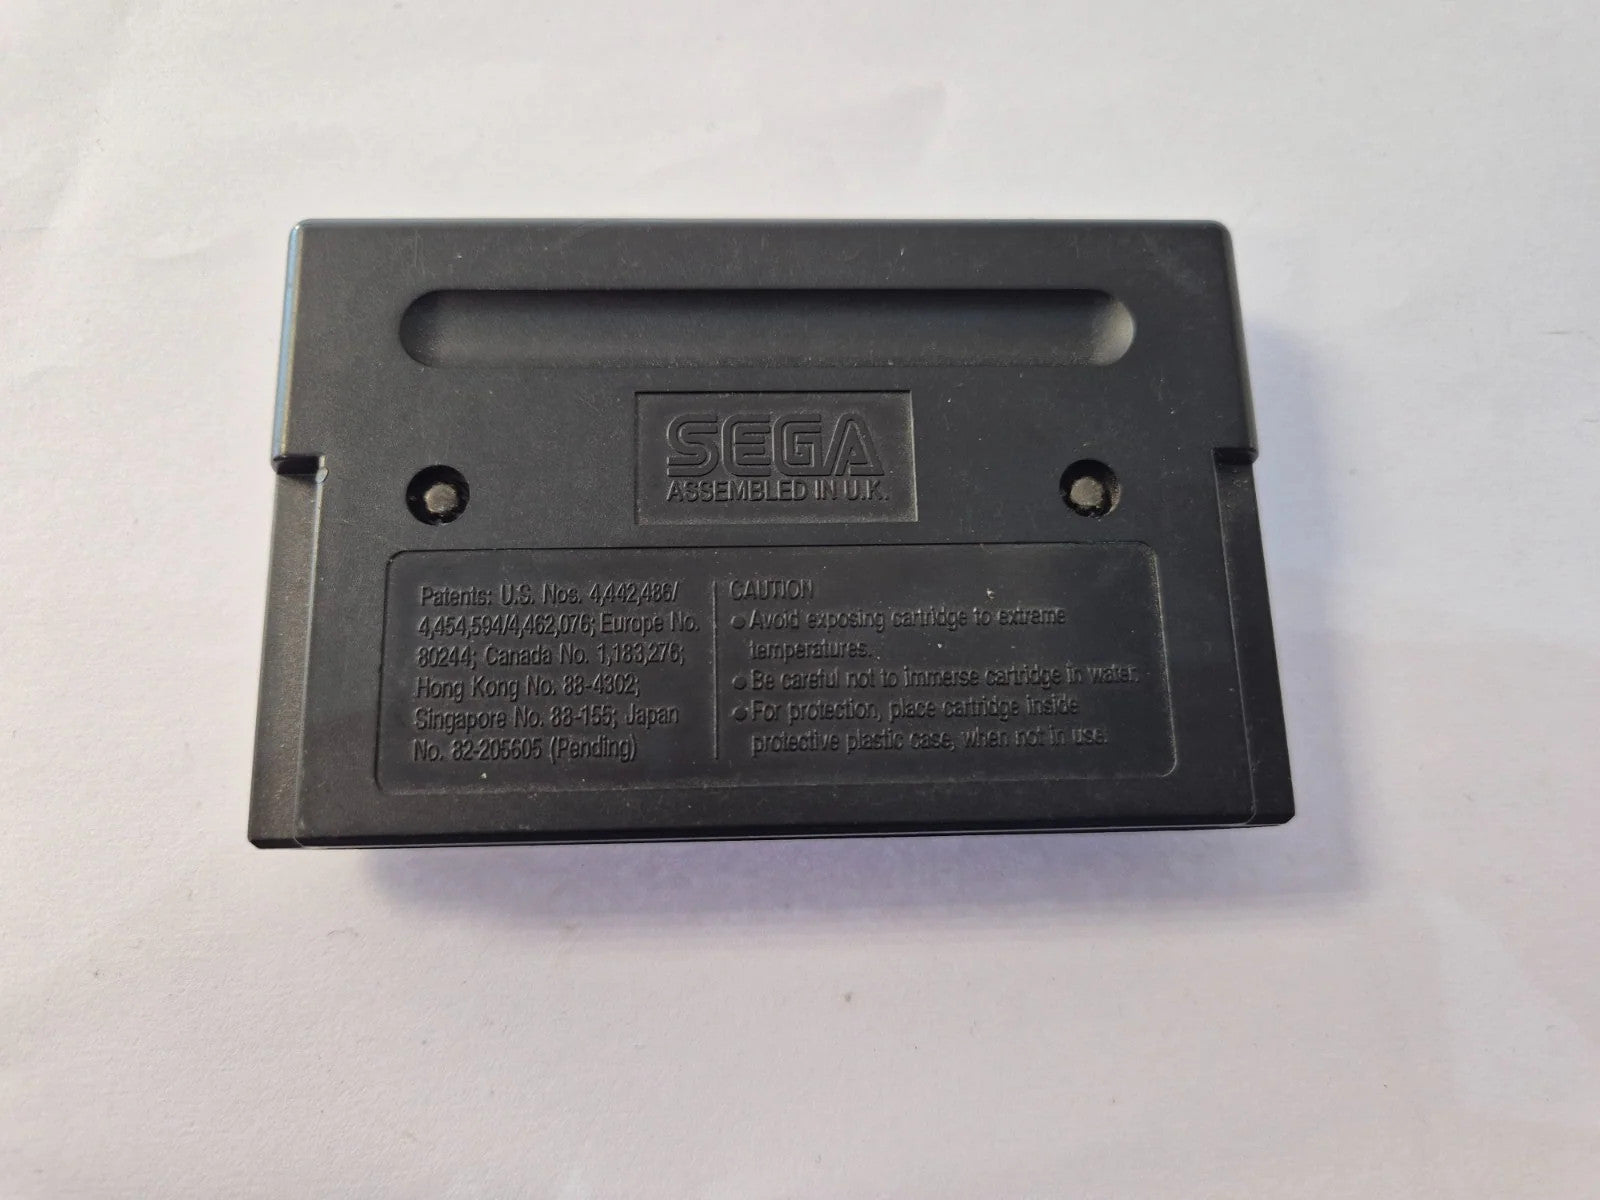 SEGA
ASSEMBLED IN U.K.
Patents: U.S. Nos. 4,442,486/
4,454,594/4,462,076; Europe No.
80244; Canada No. 1,183,276;
Hong Kong No. 88-4302;
Singapore No. 88-155; Japan
No. 82-205605 (Pending)
CAUTION
● Avoid exposing cartridge to extreme
temperatures.
● Be careful not to immerse cartridge in water.
● For protection, place cartridge inside
protective plastic case, when not in use.